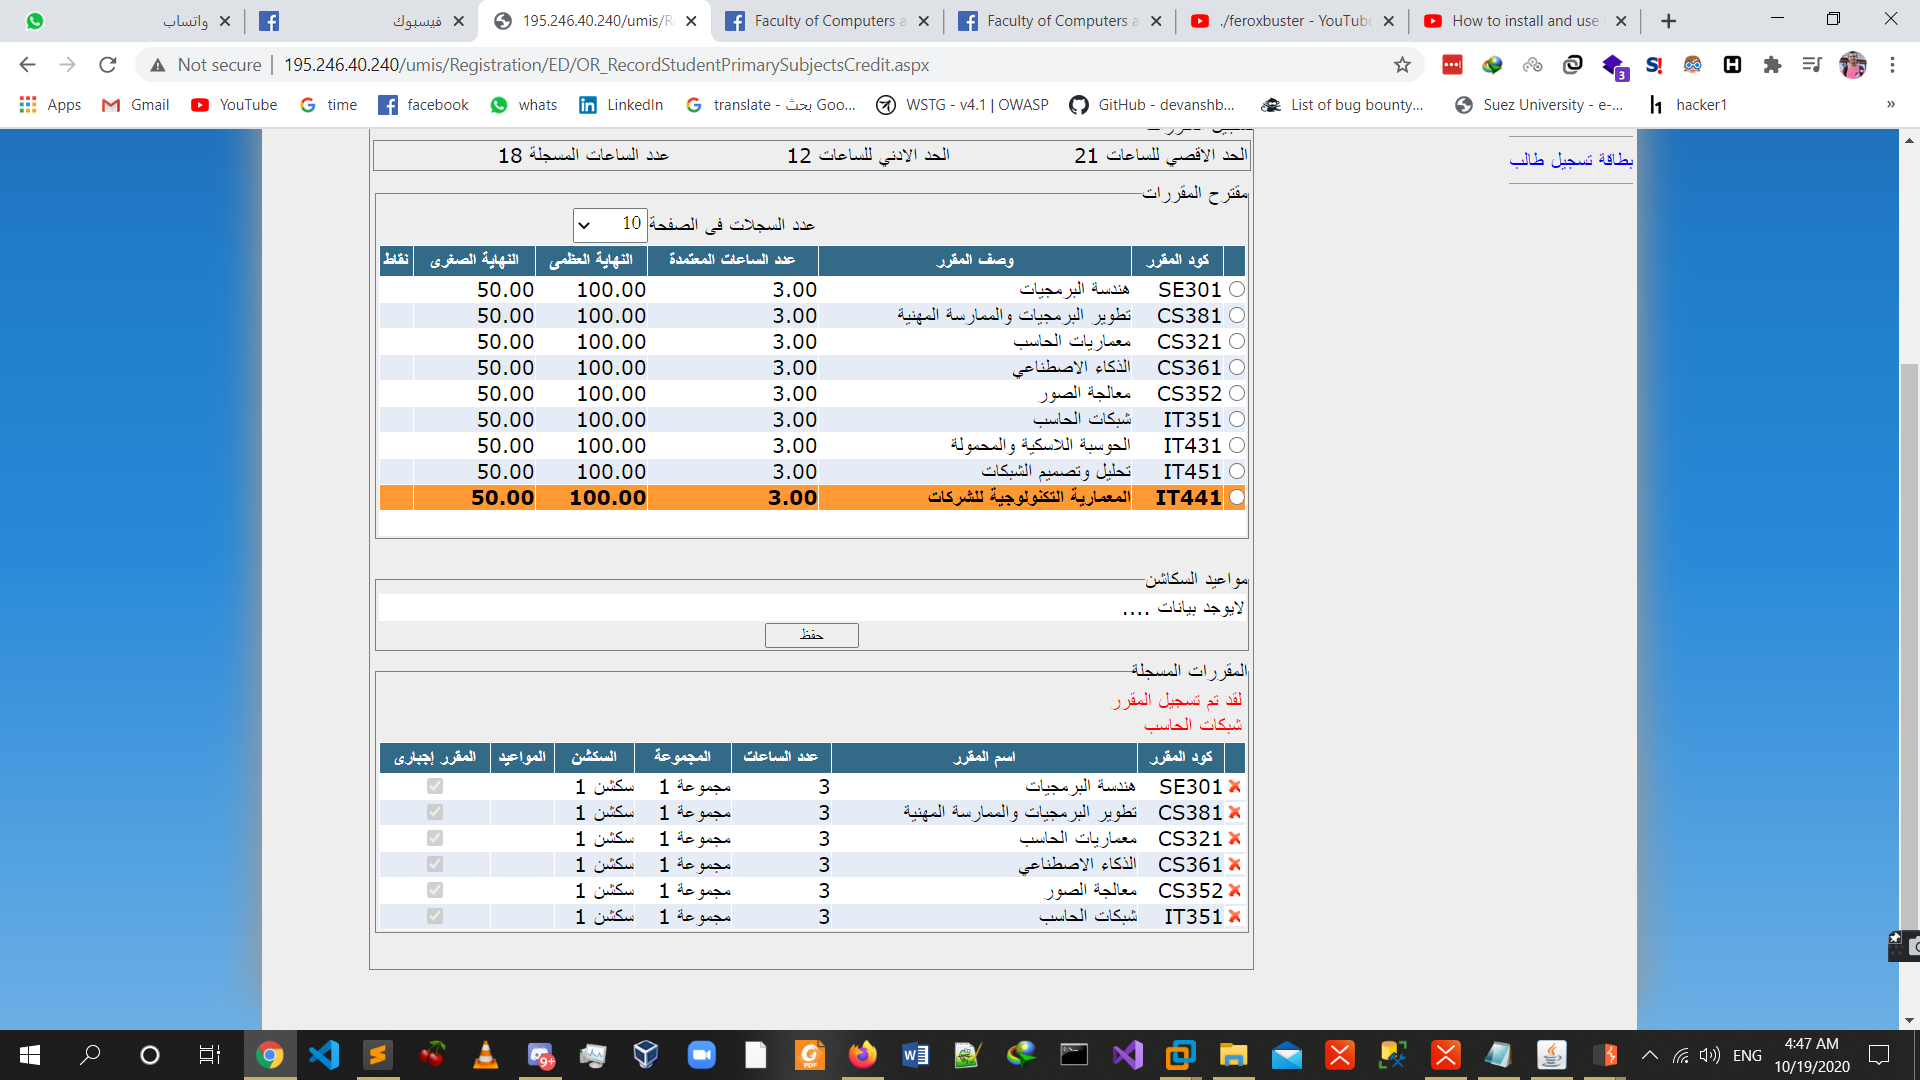 واتساب
فيسبوك
195.246.40.240/umis/R
Faculty of Computers a
Faculty of Computers a
./feroxbuster - YouTube
How to install and use
Not secure
195.246.40.240/umis/Registration/ED/OR_RecordStudentPrimarySubjectsCredit.aspx
3
Apps
Gmail
YouTube
time
facebook
whats
LinkedIn
translate - بحث Goo...
WSTG - v4.1 | OWASP
GitHub - devanshb...
List of bug bounty...
Suez University - e-...
hacker1
»
الحد الاقصي للساعات 21 الحد الادني للساعات 12 عدد الساعات المسجلة 18
بطاقة تسجيل طالب
مقترح المقررات
عدد السجلات فى الصفحة 10
كود المقرر وصف المقرر عدد الساعات المعتمدة النهاية العظمى النهاية الصغرى نقاط
SE301 هندسة البرمجيات 3.00 100.00 50.00
CS381 تطوير البرمجيات والممارسة المهنية 3.00 100.00 50.00
CS321 معماريات الحاسب 3.00 100.00 50.00
CS361 الذكاء الاصطناعي 3.00 100.00 50.00
CS352 معالجة الصور 3.00 100.00 50.00
IT351 شبكات الحاسب 3.00 100.00 50.00
IT431 الحوسبة اللاسكية والمحمولة 3.00 100.00 50.00
IT451 تحليل وتصميم الشبكات 3.00 100.00 50.00
IT441 المعمارية التكنولوجية للشركات 3.00 100.00 50.00
مواعيد السكاشن
لايوجد بيانات ....
حفظ
المقررات المسجلة
لقد تم تسجيل المقرر
شبكات الحاسب
كود المقرر اسم المقرر عدد الساعات المجموعة السكشن المواعيد المقرر إجبارى
SE301 هندسة البرمجيات 3 مجموعة 1 سكشن 1
CS381 تطوير البرمجيات والممارسة المهنية 3 مجموعة 1 سكشن 1
CS321 معماريات الحاسب 3 مجموعة 1 سكشن 1
CS361 الذكاء الاصطناعي 3 مجموعة 1 سكشن 1
CS352 معالجة الصور 3 مجموعة 1 سكشن 1
IT351 شبكات الحاسب 3 مجموعة 1 سكشن 1
9+
ENG
4:47 AM
10/19/2020